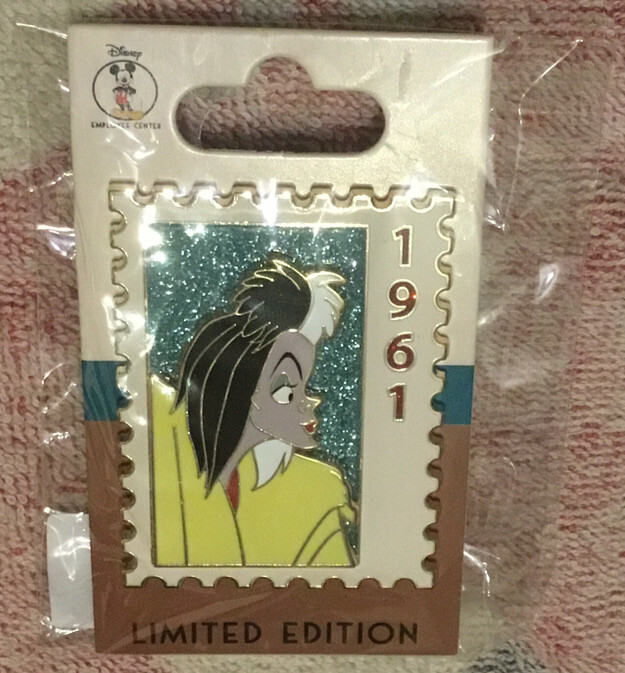 Disney
EMPLOYEE CENTER
1961
LIMITED EDITION